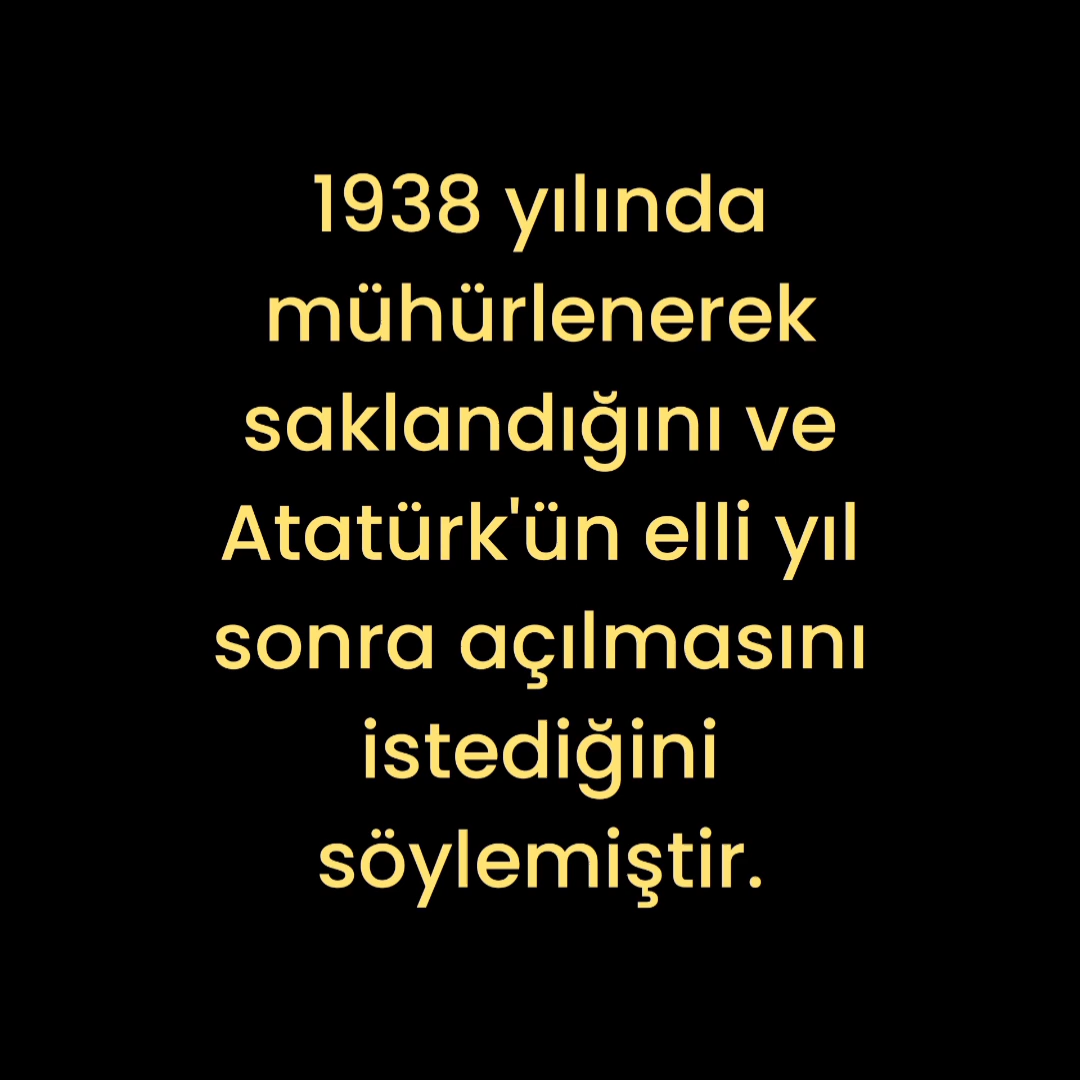 1938 yılında
mühürlenerek
saklandığını ve
Atatürk'ün elli yıl
sonra açılmasını
istediğini
söylemiştir.